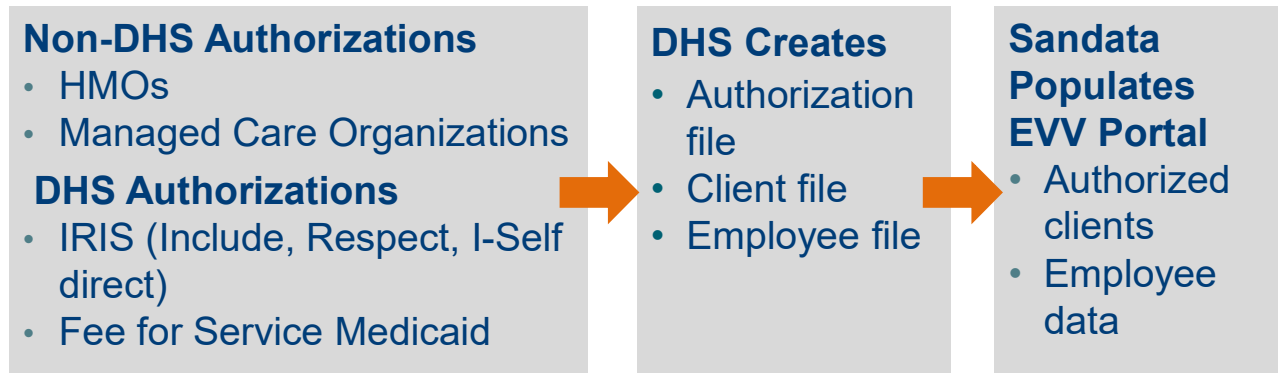 Non-DHS Authorizations
• HMOs
• Managed Care Organizations
DHS Authorizations
• IRIS (Include, Respect, I-Self
direct)
• Fee for Service Medicaid
DHS Creates
• Authorization
file
• Client file
• Employee file
Sandata
Populates
EVV Portal
• Authorized
clients
• Employee
data